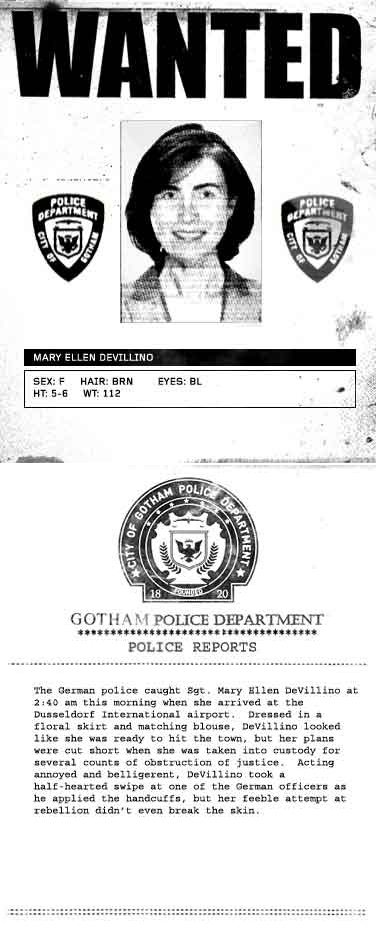 WANTED
POLICE DEPARTMENT
CITY OF GOTHAM
POLICE DEPARTMENT
CITY OF GOTHAM
MARY ELLEN DEVILLINO
SEX: F HAIR: BRN EYES: BL
HT: 5-6 WT: 112
CITY OF GOTHAM POLICE DEPARTMENT
FOUNDED
18 20
GOTHAM POLICE DEPARTMENT
************************************
POLICE REPORTS
The German police caught Sgt. Mary Ellen DeVillino at
2:40 am this morning when she arrived at the
Dusseldorf International airport. Dressed in a
floral skirt and matching blouse, DeVillino looked
like she was ready to hit the town, but her plans
were cut short when she was taken into custody for
several counts of obstruction of justice. Acting
annoyed and belligerent, DeVillino took a
half-hearted swipe at one of the German officers as
he applied the handcuffs, but her feeble attempt at
rebellion didn't even break the skin.